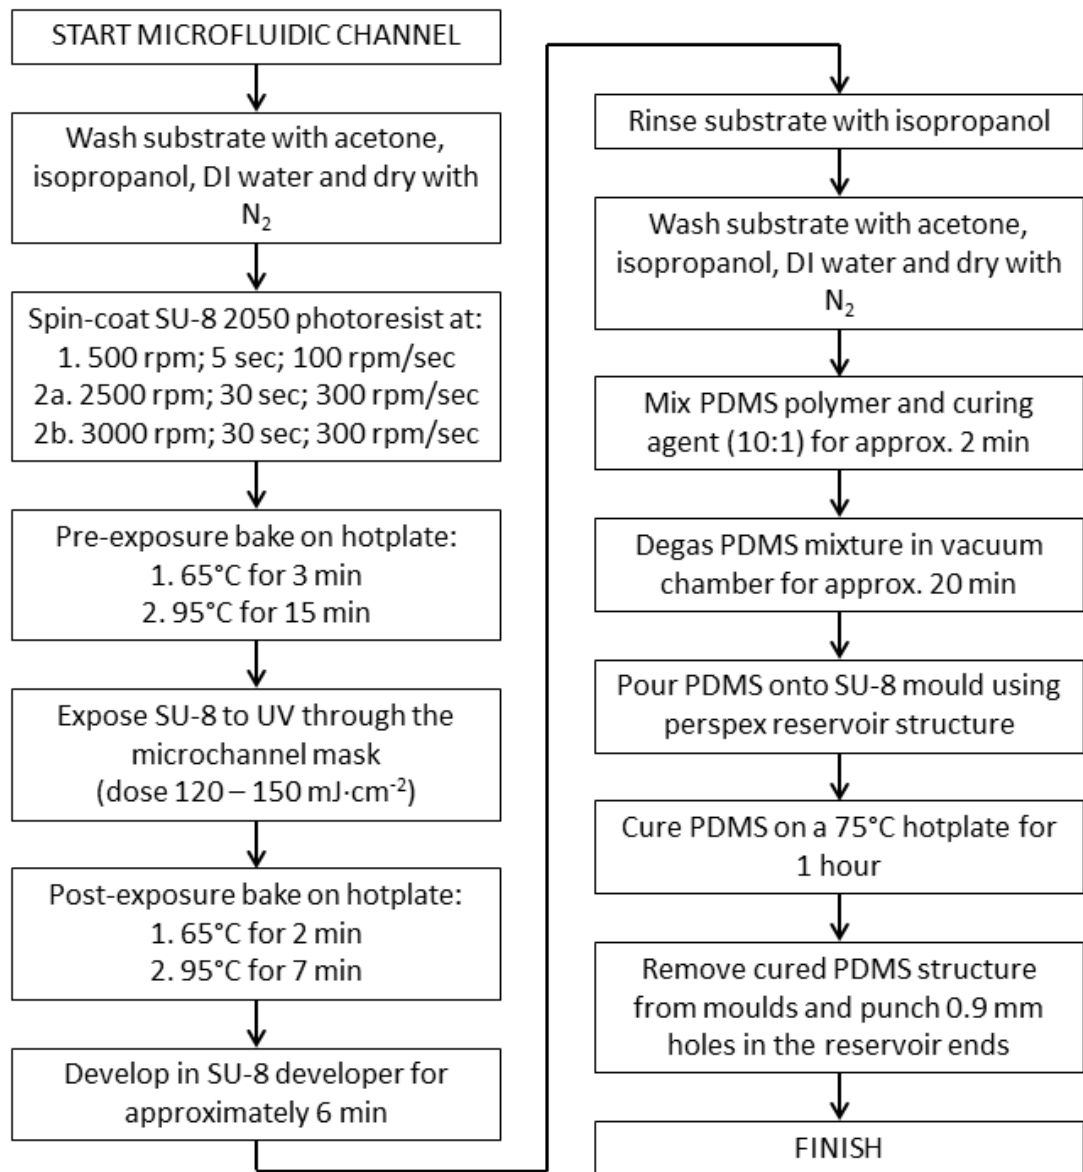 START MICROFLUIDIC CHANNEL
Wash substrate with acetone,
isopropanol, DI water and dry with
N₂
Spin-coat SU-8 2050 photoresist at:
1. 500 rpm; 5 sec; 100 rpm/sec
2a. 2500 rpm; 30 sec; 300 rpm/sec
2b. 3000 rpm; 30 sec; 300 rpm/sec
Pre-exposure bake on hotplate:
1. 65°C for 3 min
2. 95°C for 15 min
Expose SU-8 to UV through the
microchannel mask
(dose 120 – 150 mJ·cm⁻²)
Post-exposure bake on hotplate:
1. 65°C for 2 min
2. 95°C for 7 min
Develop in SU-8 developer for
approximately 6 min
Rinse substrate with isopropanol
Wash substrate with acetone,
isopropanol, DI water and dry with
N₂
Mix PDMS polymer and curing
agent (10:1) for approx. 2 min
Degas PDMS mixture in vacuum
chamber for approx. 20 min
Pour PDMS onto SU-8 mould using
perspex reservoir structure
Cure PDMS on a 75°C hotplate for
1 hour
Remove cured PDMS structure
from moulds and punch 0.9 mm
holes in the reservoir ends
FINISH